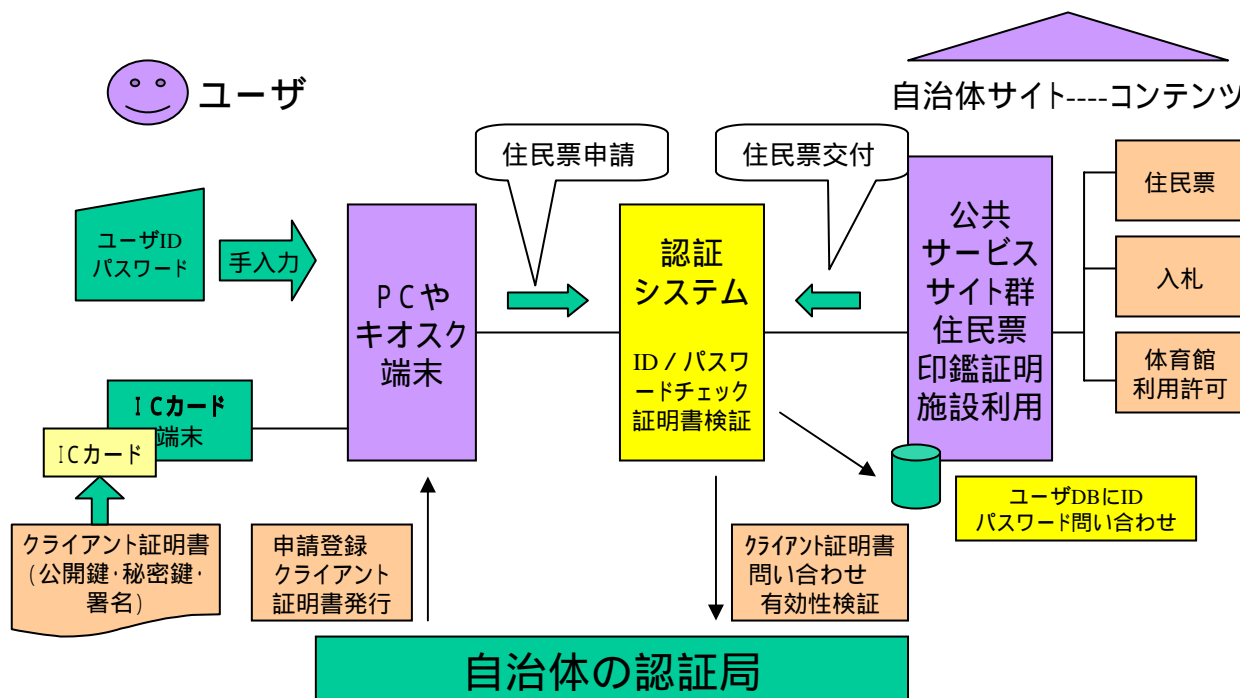 ユーザ
自治体サイト----コンテンツ
住民票申請
住民票交付
ユーザID
パスワード
手入力
PCや
キオスク
端末
認証
システム
ID / パスワ
ードチェック
証明書検証
公共
サービス
サイト群
住民票
印鑑証明
施設利用
住民票
入札
体育館
利用許可
ICカード
端末
ICカード
クライアント証明書
(公開鍵･秘密鍵･
署名)
申請登録
クライアント
証明書発行
クライアント証明書
問い合わせ
有効性検証
ユーザDBにID
パスワード問い合わせ
自治体の認証局